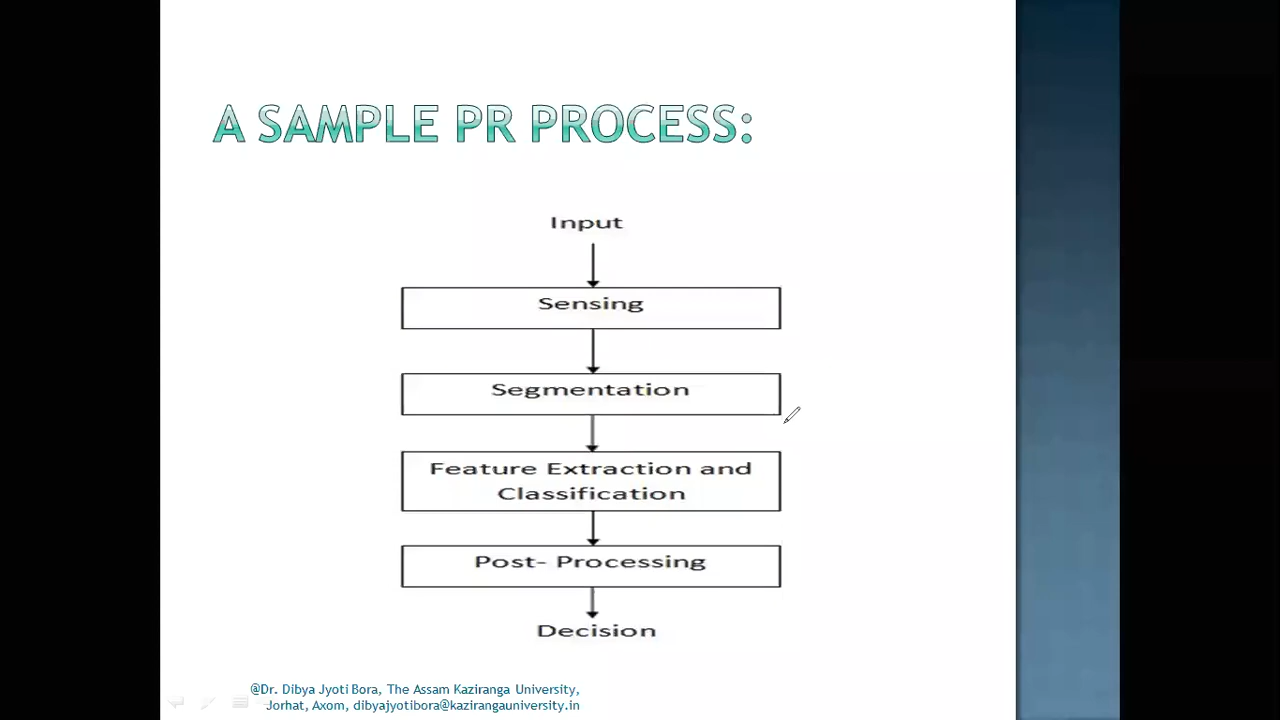 A SAMPLE PR PROCESS:
Input
Sensing
Segmentation
Feature Extraction and
Classification
Post- Processing
Decision
@Dr. Dibya Jyoti Bora, The Assam Kaziranga University,
Jorhat, Axom, dibyajyotibora@kazirangauniversity.in